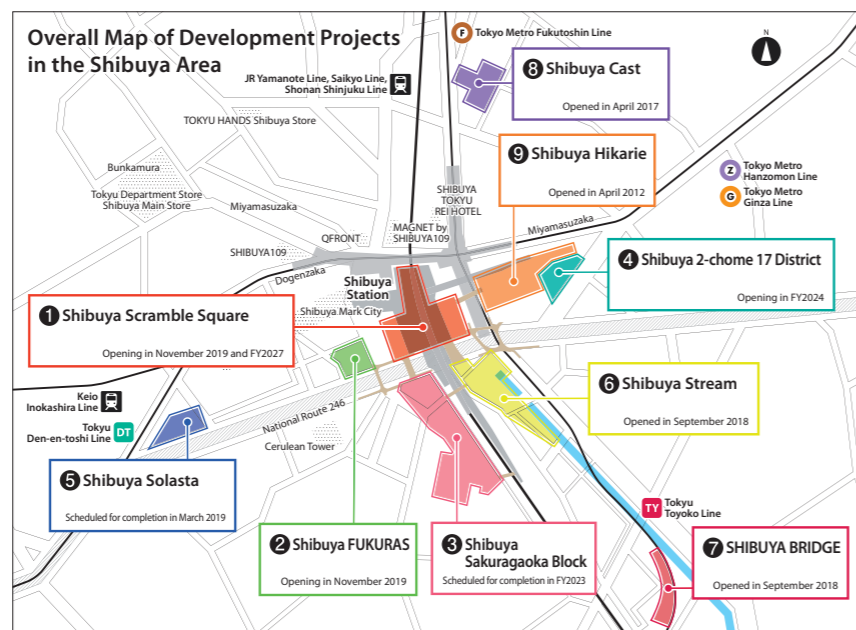 Overall Map of Development Projects
in the Shibuya Area
F Tokyo Metro Fukutoshin Line
N
JR Yamanote Line, Saikyo Line,
Shonan Shinjuku Line
8 Shibuya Cast
Opened in April 2017
TOKYU HANDS Shibuya Store
9 Shibuya Hikarie
Opened in April 2012
Z Tokyo Metro
Hanzomon Line
G Tokyo Metro
Ginza Line
Bunkamura
Tokyu Department Store
Shibuya Main Store
Miyamasuzaka
SHIBUYA
TOKYU
REI HOTEL
MAGNET by
SHIBUYA109
Miyamasuzaka
QFRONT
SHIBUYA109
Dogenzaka
4 Shibuya 2-chome 17 District
Opening in FY2024
Shibuya
Station
Shibuya Mark City
1 Shibuya Scramble Square
Opening in November 2019 and FY2027
6 Shibuya Stream
Opened in September 2018
Keio
Inokashira Line
Tokyu
Den-en-toshi Line
DT
National Route 246
Cerulean Tower
5 Shibuya Solasta
Scheduled for completion in March 2019
TY Tokyu
Toyoko Line
2 Shibuya FUKURAS
Opening in November 2019
3 Shibuya
Sakuragaoka Block
Scheduled for completion in FY2023
7 SHIBUYA BRIDGE
Opened in September 2018